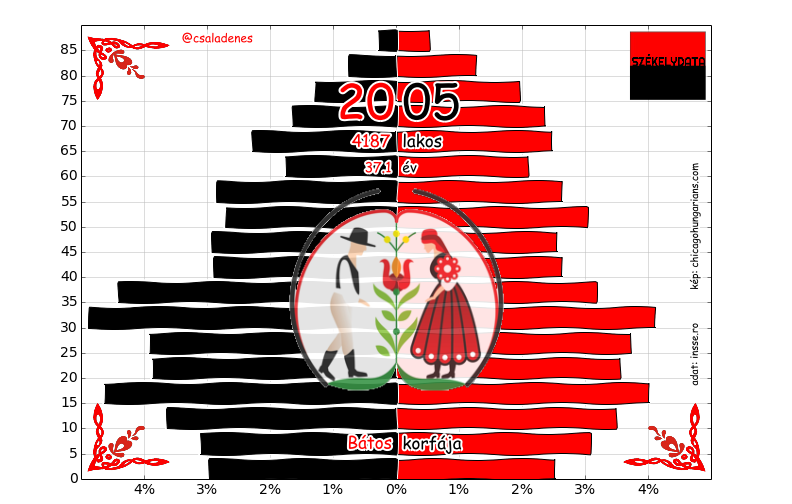 @csaladenes
SZÉKELYDATA
2005
4187 lakos
37.1 év
kép: chicagohungarians.com
adat: insse.ro
Bátos korfája
85
80
75
70
65
60
55
50
45
40
35
30
25
20
15
10
5
0
4% 3% 2% 1% 0% 1% 2% 3% 4%